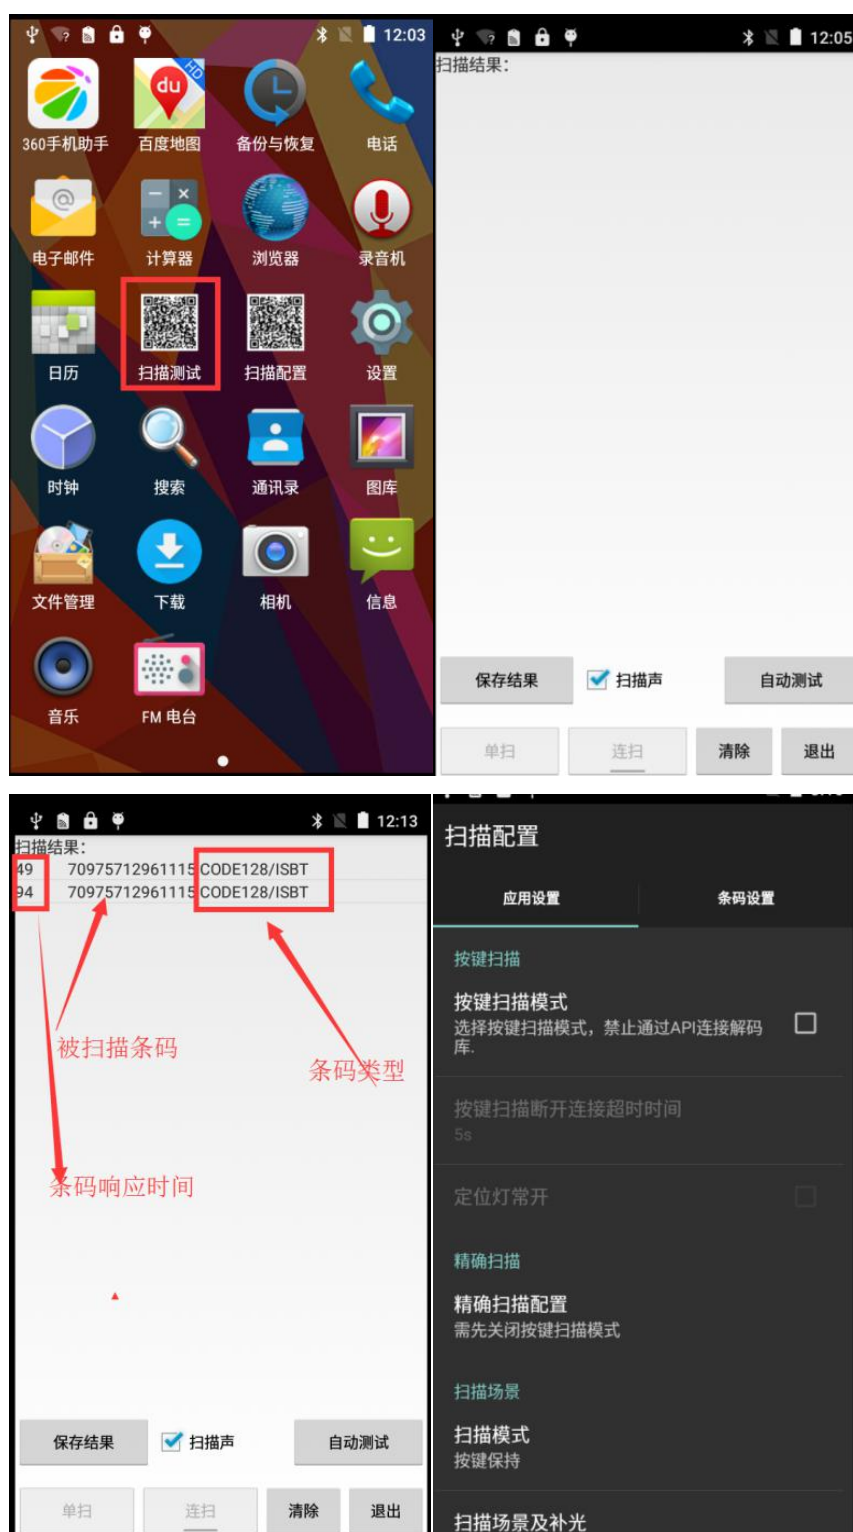 12:03
du
HD
360手机助手
百度地图
备份与恢复
电话
电子邮件
计算器
浏览器
录音机
日历
扫描测试
扫描配置
设置
时钟
搜索
通讯录
图库
文件管理
下载
相机
信息
音乐
FM 电台
12:05
扫描结果:
保存结果
扫描声
自动测试
单扫
连扫
清除
退出
12:13
扫描结果:
49 70975712961115 CODE128/ISBT
94 70975712961115 CODE128/ISBT
被扫描条码
条码类型
条码响应时间
保存结果
扫描声
自动测试
单扫
连扫
清除
退出
扫描配置
应用设置
条码设置
按键扫描
按键扫描模式
选择按键扫描模式，禁止通过API连接解码
库.
按键扫描断开连接超时时间
5s
定位灯常开
精确扫描
精确扫描配置
需先关闭按键扫描模式
扫描场景
扫描模式
按键保持
扫描场景及补光